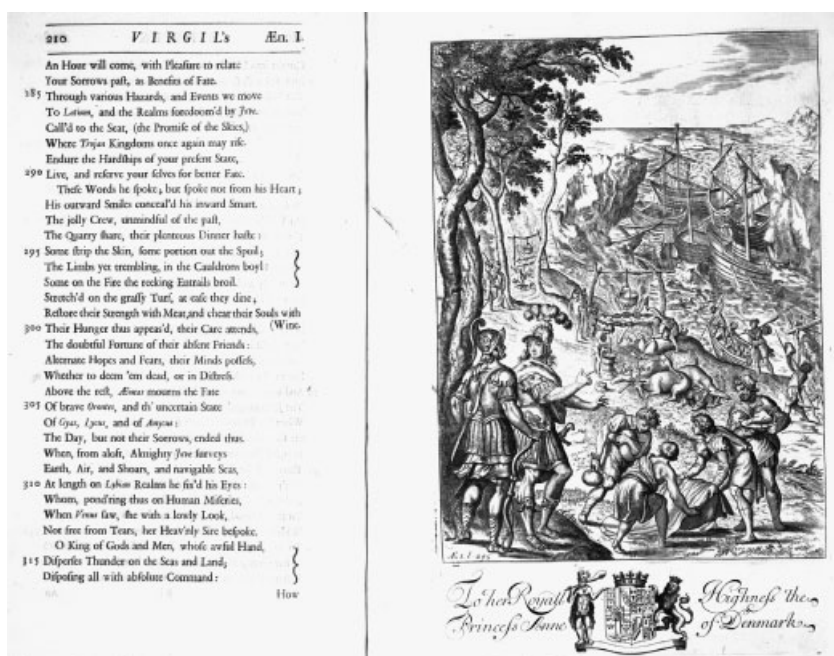 210 VIRGIL's Æn. I.
An Hour will come, with Pleasure to relate
Your Sorrows past, as Benefits of Fate.
285 Through various Hazards, and Events we move
To Latium, and the Realms foredoom'd by Jove.
Call'd to the Seat, (the Promise of the Skies,)
Where Trojan Kingdoms once again may rise.
Endure the Hardships of your present State,
290 Live, and reserve your selves for better Fate.
These Words he spoke; but spoke not from his Heart;
His outward Smiles conceal'd his inward Smart.
The jolly Crew, unmindful of the past,
The Quarry share, their plenteous Dinner haste:
295 Some strip the Skin, some portion out the Spoil;
The Limbs yet trembling, in the Cauldrons boyl:
Some on the Fire the reeking Entrails broil.
Stretch'd on the grassy Turf, at ease they dine;
Restore their Strength with Meat, and chear their Souls with
300 Their Hunger thus appeas'd, their Care attends, (Wine.
The doubtful Fortune of their absent Friends:
Alternate Hopes and Fears, their Minds possess,
Whether to deem 'em dead, or in Distress.
Above the rest, Æneas mourns the Fate
305 Of brave Orontes, and th' uncertain State
Of Gyas, Lycus, and of Amycus:
The Day, but not their Sorrows, ended thus.
When, from aloft, Almighty Jove surveys
Earth, Air, and Shoars, and navigable Seas,
310 At length on Lybian Realms he fix'd his Eyes:
Whom, pond'ring thus on Human Miseries,
When Venus saw, she with a lowly Look,
Not free from Tears, her Heav'nly Sire bespoke.
O King of Gods and Men, whose awful Hand,
315 Disperses Thunder on the Seas and Land;
Disposing all with absolute Command:
How
Æ. 1. l. 295
To her Royall Highness the
Princess Anne of Denmark